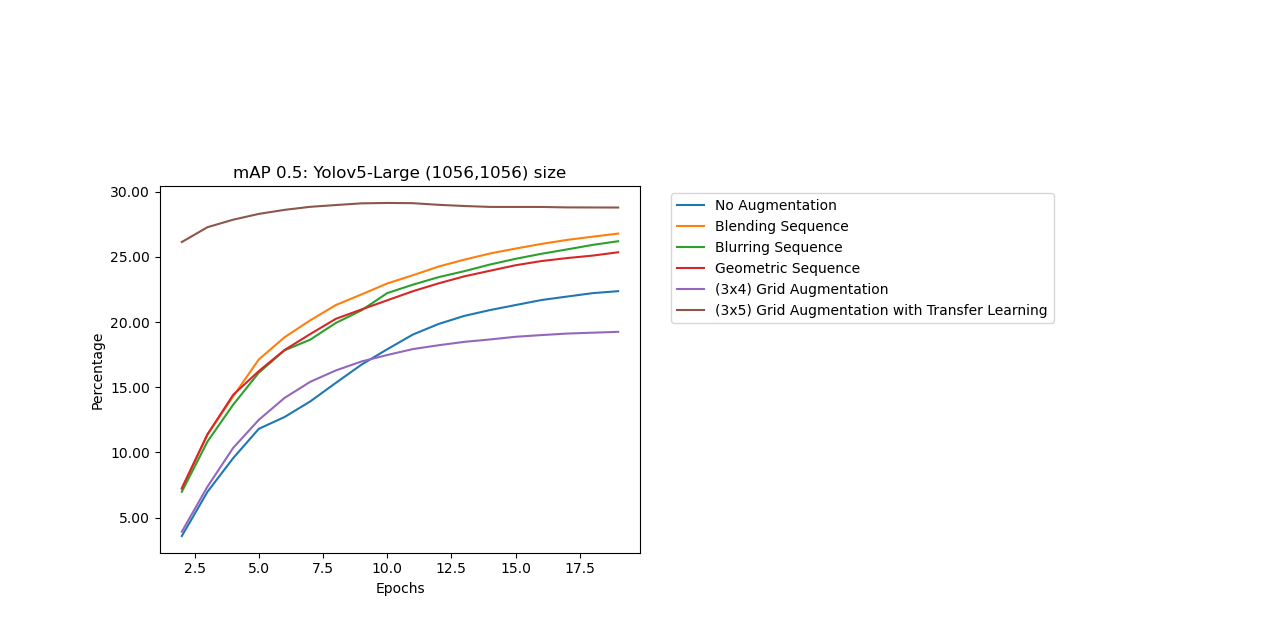 mAP 0.5: Yolov5-Large (1056,1056) size
30.00
25.00
20.00
15.00
10.00
5.00
Percentage
2.5 5.0 7.5 10.0 12.5 15.0 17.5
Epochs
No Augmentation
Blending Sequence
Blurring Sequence
Geometric Sequence
(3x4) Grid Augmentation
(3x5) Grid Augmentation with Transfer Learning